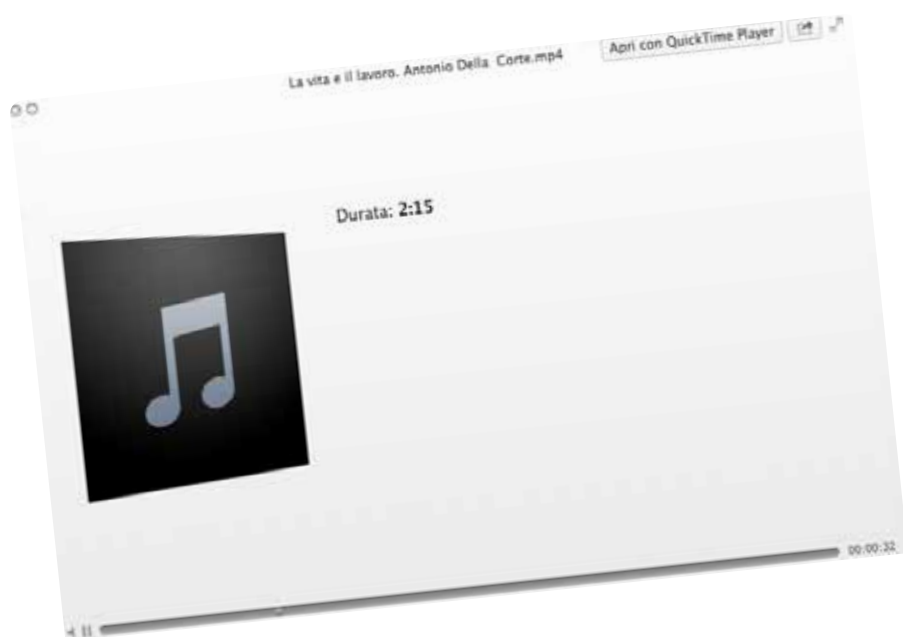 Apri con QuickTime Player
La vita e il lavoro. Antonio Della Corte.mp4
Durata: 2:15
00:00:32